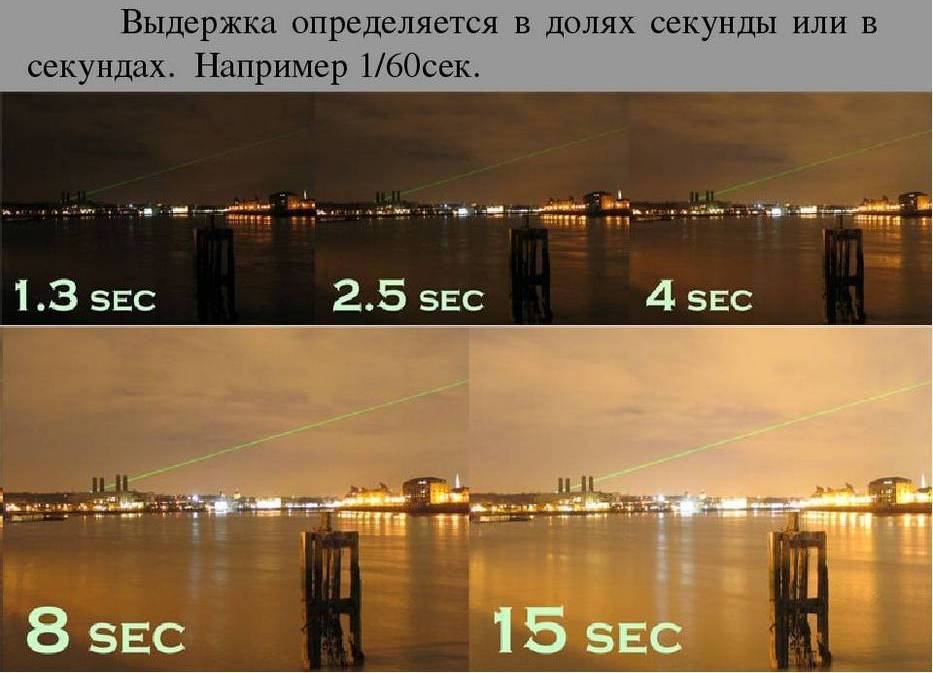 Выдержка определяется в долях секунды или в
секундах. Например 1/60сек.
1.3 SEC
2.5 SEC
4 SEC
8 SEC
15 SEC